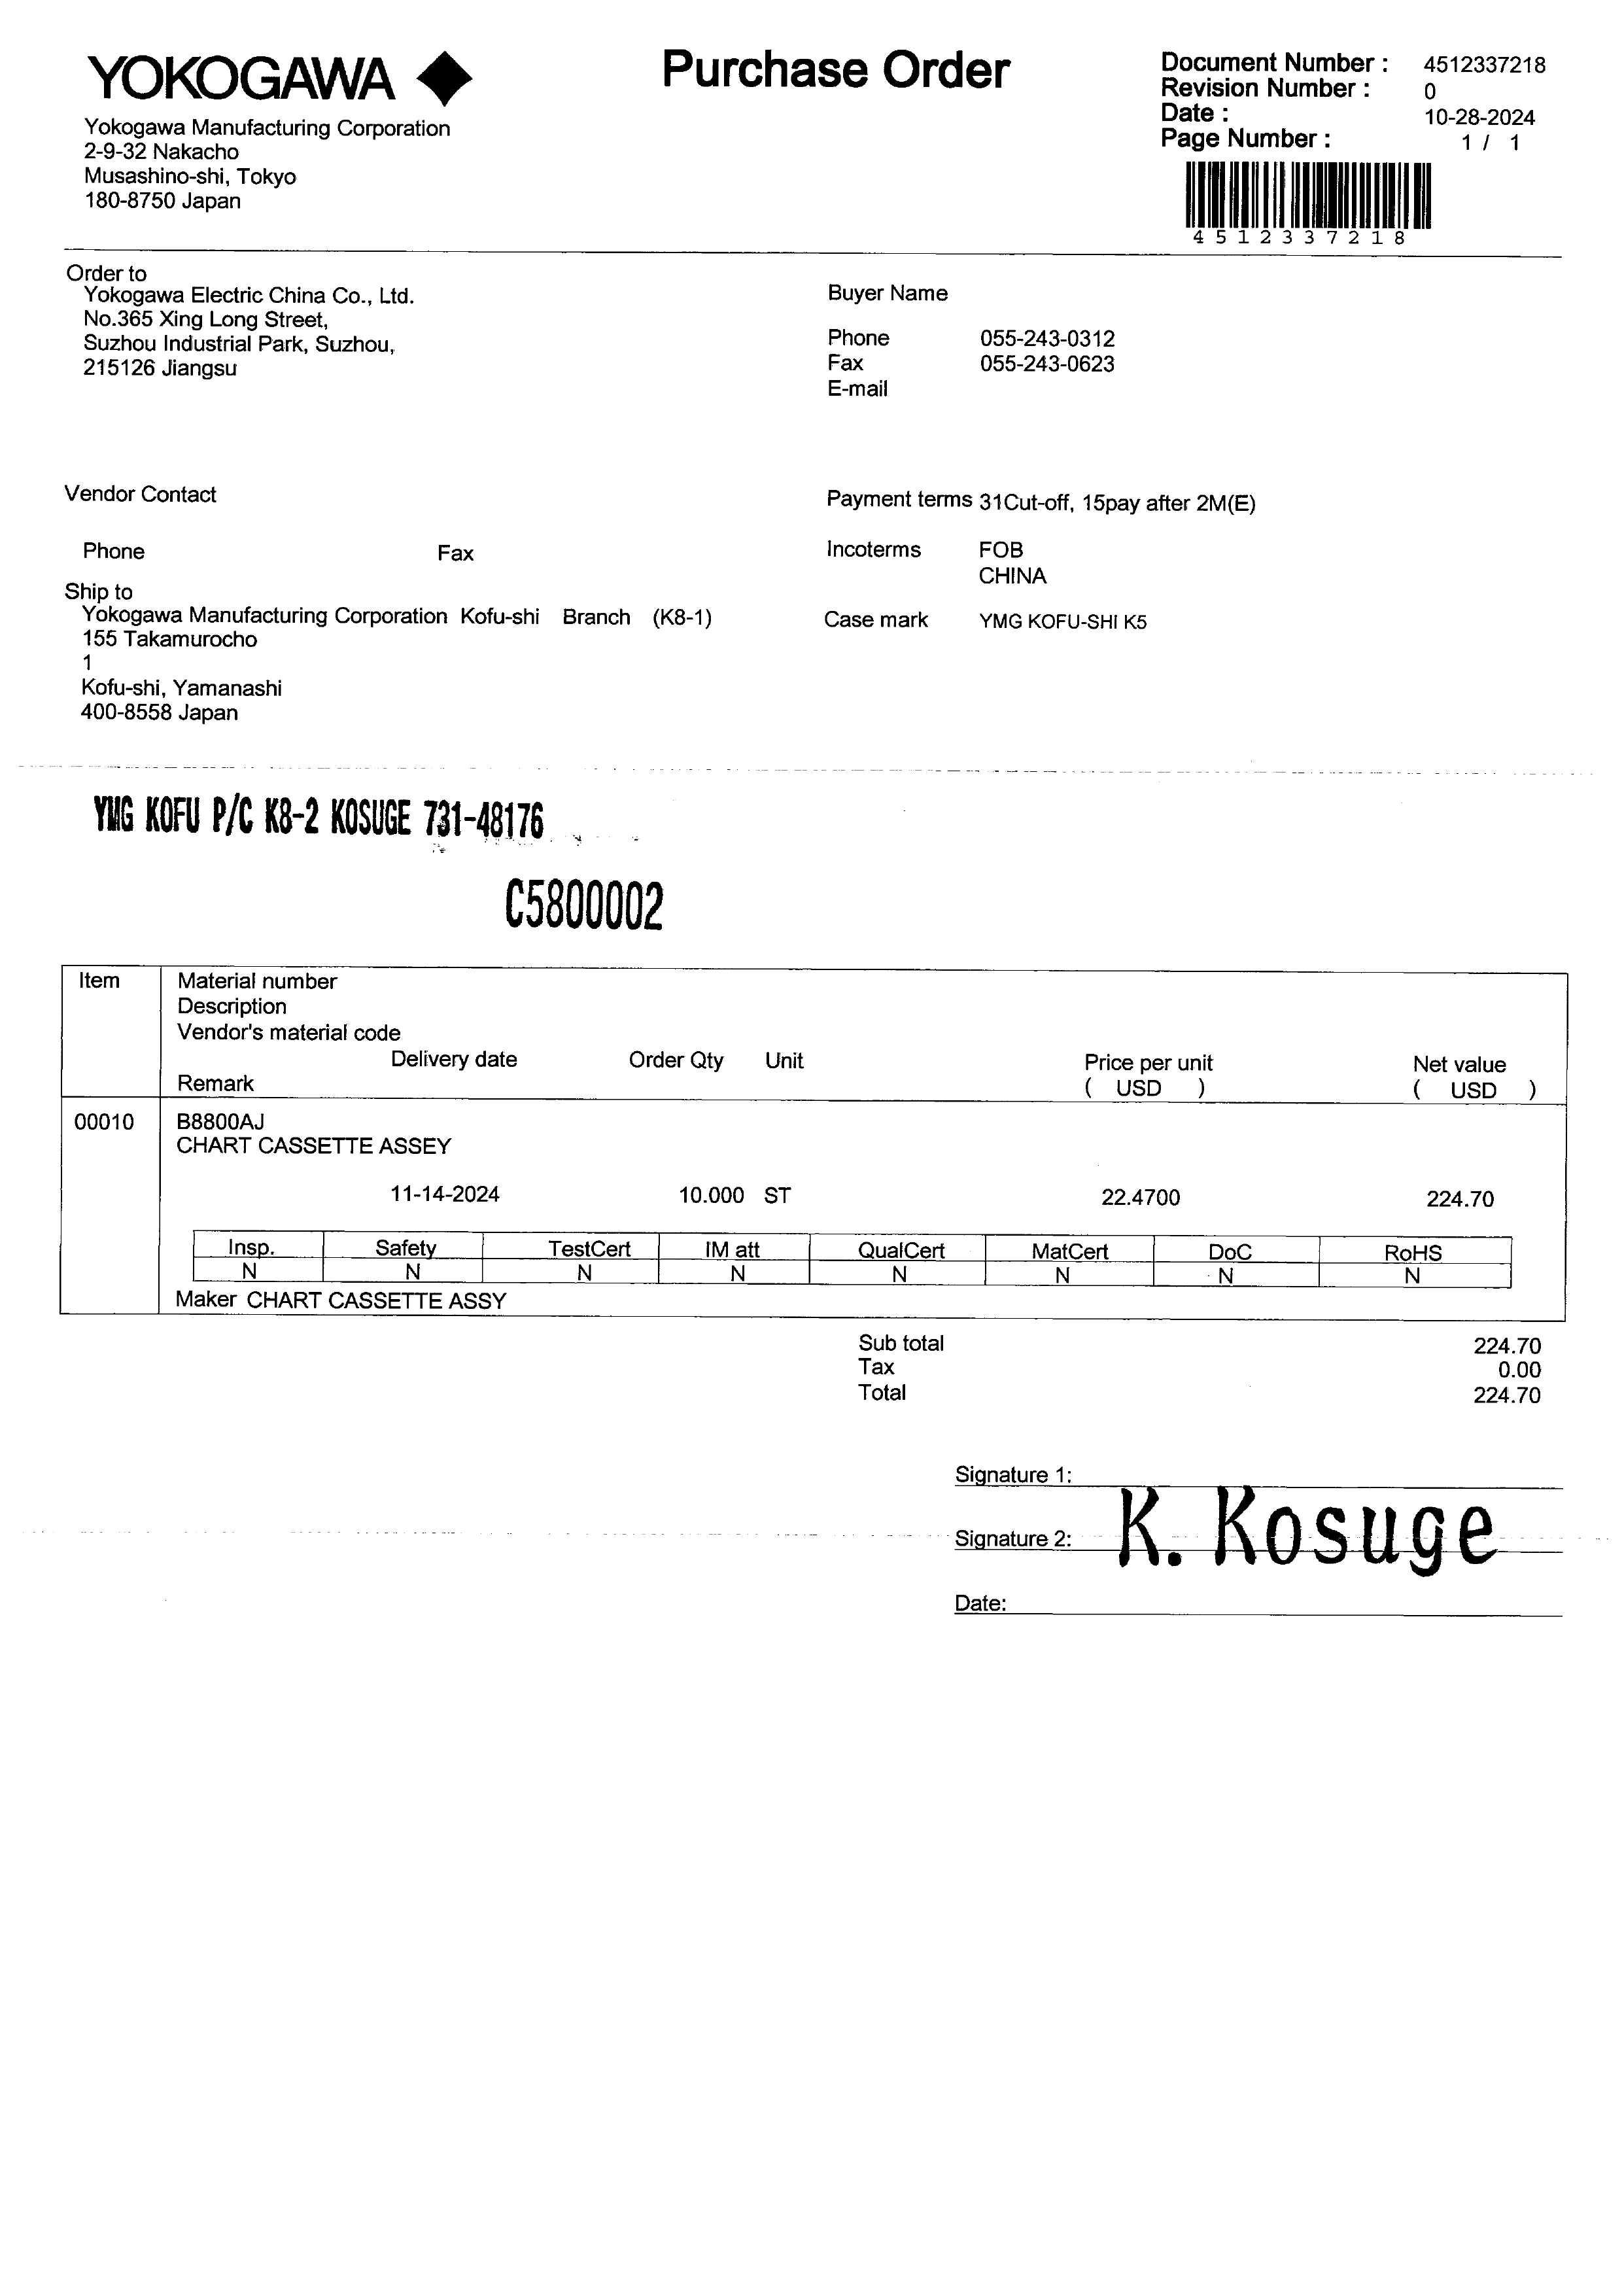 YOKOGAWA
Yokogawa Manufacturing Corporation
2-9-32 Nakacho
Musashino-shi, Tokyo
180-8750 Japan
Purchase Order
Document Number : 4512337218
Revision Number : 0
Date : 10-28-2024
Page Number : 1 / 1
4512337218
Order to
Yokogawa Electric China Co., Ltd.
No.365 Xing Long Street,
Suzhou Industrial Park, Suzhou,
215126 Jiangsu
Buyer Name
Phone 055-243-0312
Fax 055-243-0623
E-mail
Vendor Contact
Phone Fax
Payment terms 31Cut-off, 15pay after 2M(E)
Incoterms FOB
CHINA
Ship to
Yokogawa Manufacturing Corporation Kofu-shi Branch (K8-1)
155 Takamurocho
1
Kofu-shi, Yamanashi
400-8558 Japan
Case mark YMG KOFU-SHI K5
YMG KOFU P/C K8-2 KOSUGE 731-48176
C5800002
Item Material number
Description
Vendor's material code
Delivery date Order Qty Unit Price per unit Net value
Remark ( USD ) ( USD )
00010 B8800AJ
CHART CASSETTE ASSEY
11-14-2024 10.000 ST 22.4700 224.70
Insp. Safety TestCert IM att QualCert MatCert DoC RoHS
N N N N N N N N
Maker CHART CASSETTE ASSY
Sub total 224.70
Tax 0.00
Total 224.70
Signature 1:
Signature 2: K. Kosuge
Date: